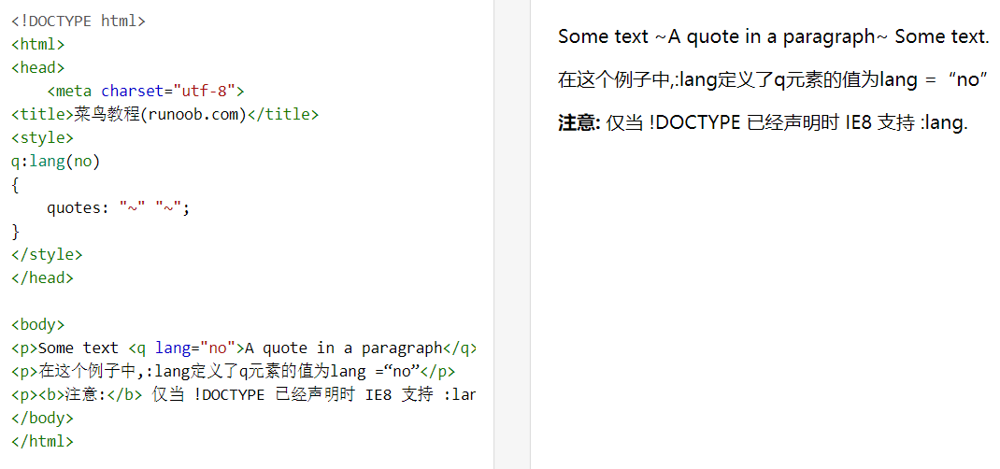 <!DOCTYPE html>
<html>
<head>
    <meta charset="utf-8">
<title>菜鸟教程(runoob.com)</title>
<style>
q:lang(no)
{
    quotes: "~" "~";
}
</style>
</head>

<body>
<p>Some text <q lang="no">A quote in a paragraph</q>
<p>在这个例子中,:lang定义了q元素的值为lang =“no”</p>
<p><b>注意:</b> 仅当 !DOCTYPE 已经声明时 IE8 支持 :lan
</body>
</html>
Some text ~A quote in a paragraph~ Some text.
在这个例子中,:lang定义了q元素的值为lang =“no”
注意: 仅当 !DOCTYPE 已经声明时 IE8 支持 :lang.